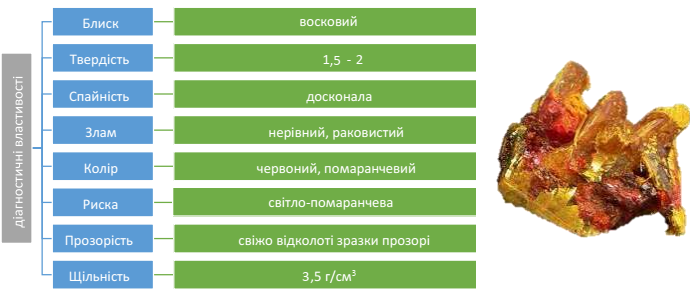 діагностичні властивості
Блиск
восковий
Твердість
1,5 - 2
Спайність
досконала
Злам
нерівний, раковистий
Колір
червоний, помаранчевий
Риска
світло-помаранчева
Прозорість
свіжо відколоті зразки прозорі
Щільність
3,5 г/см³